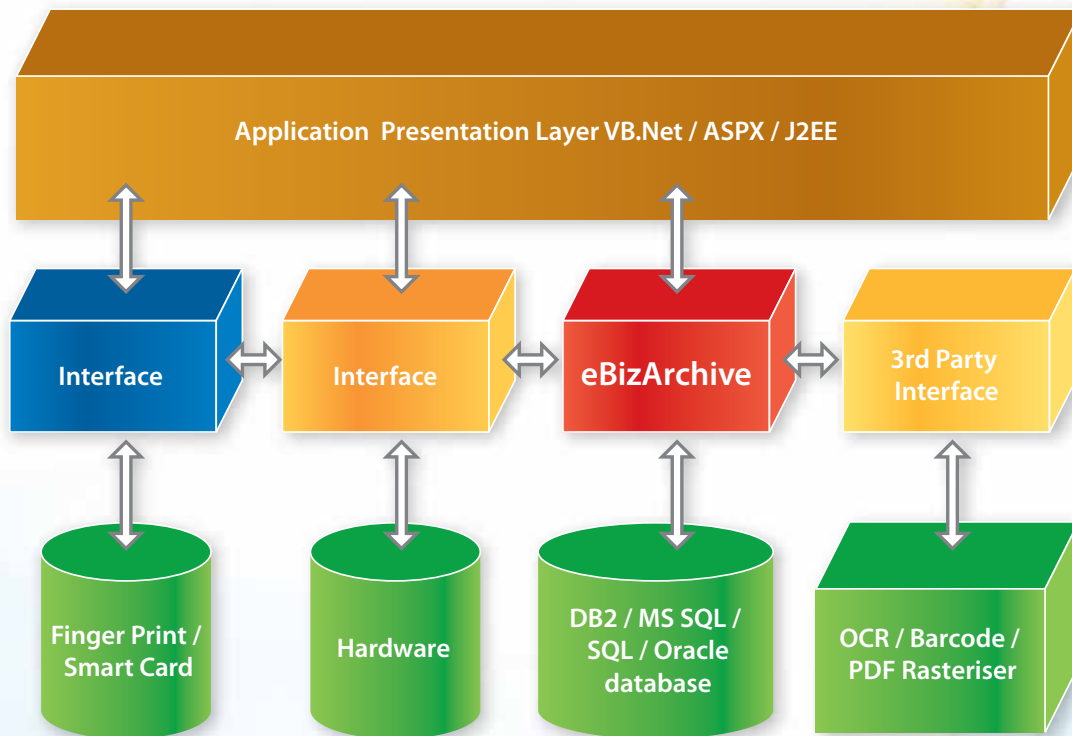 Application Presentation Layer VB.Net / ASPX / J2EE
Interface
Interface
eBizArchive
3rd Party
Interface
Finger Print /
Smart Card
Hardware
DB2 / MS SQL /
SQL / Oracle
database
OCR / Barcode /
PDF Rasteriser